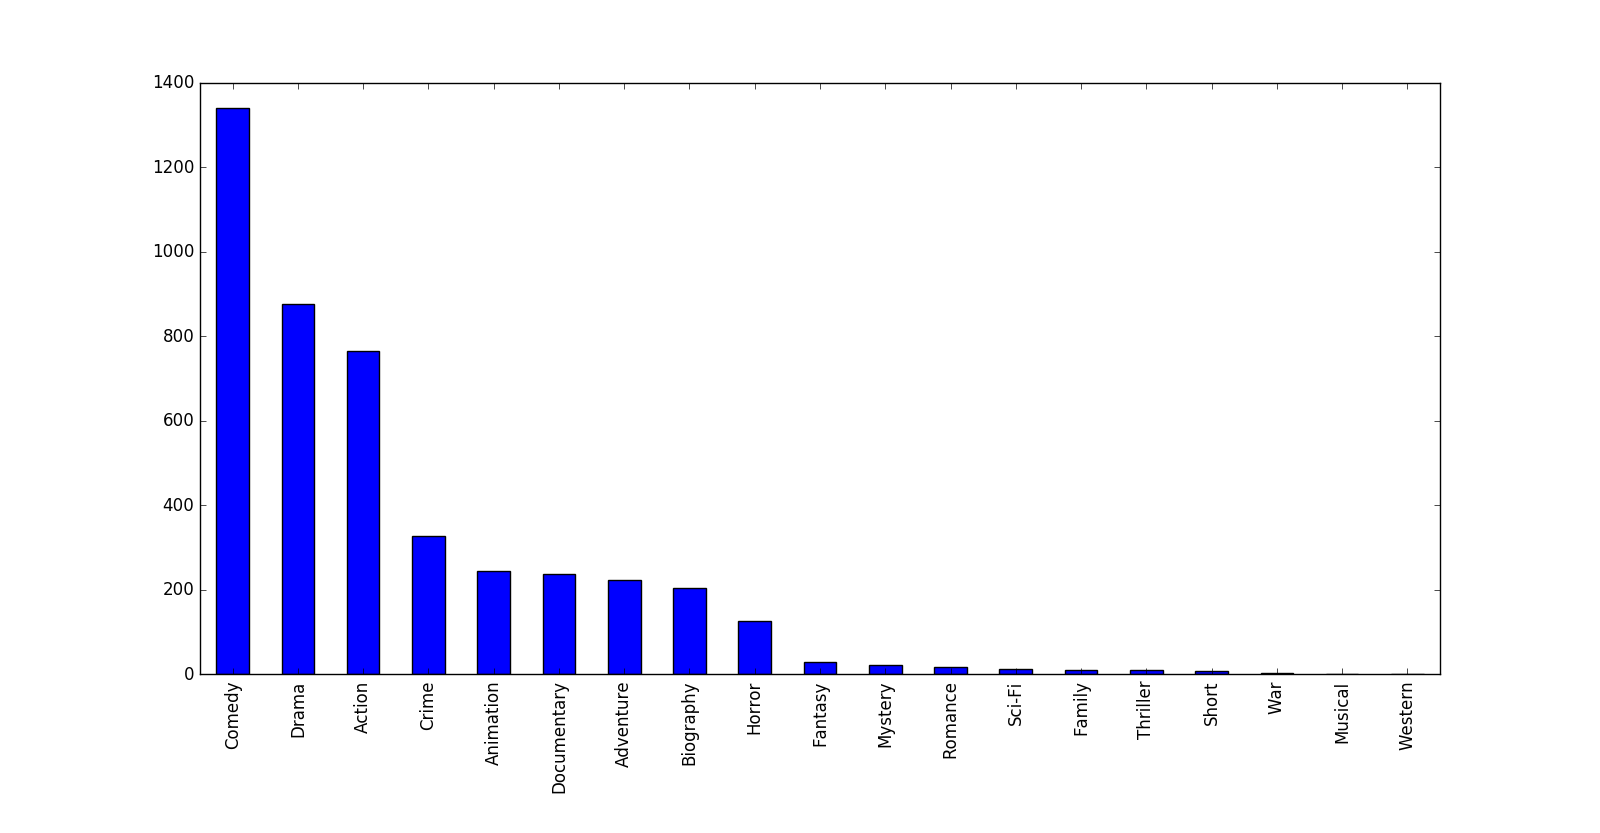 1400
1200
1000
800
600
400
200
0
Comedy
Drama
Action
Crime
Animation
Documentary
Adventure
Biography
Horror
Fantasy
Mystery
Romance
Sci-Fi
Family
Thriller
Short
War
Musical
Western